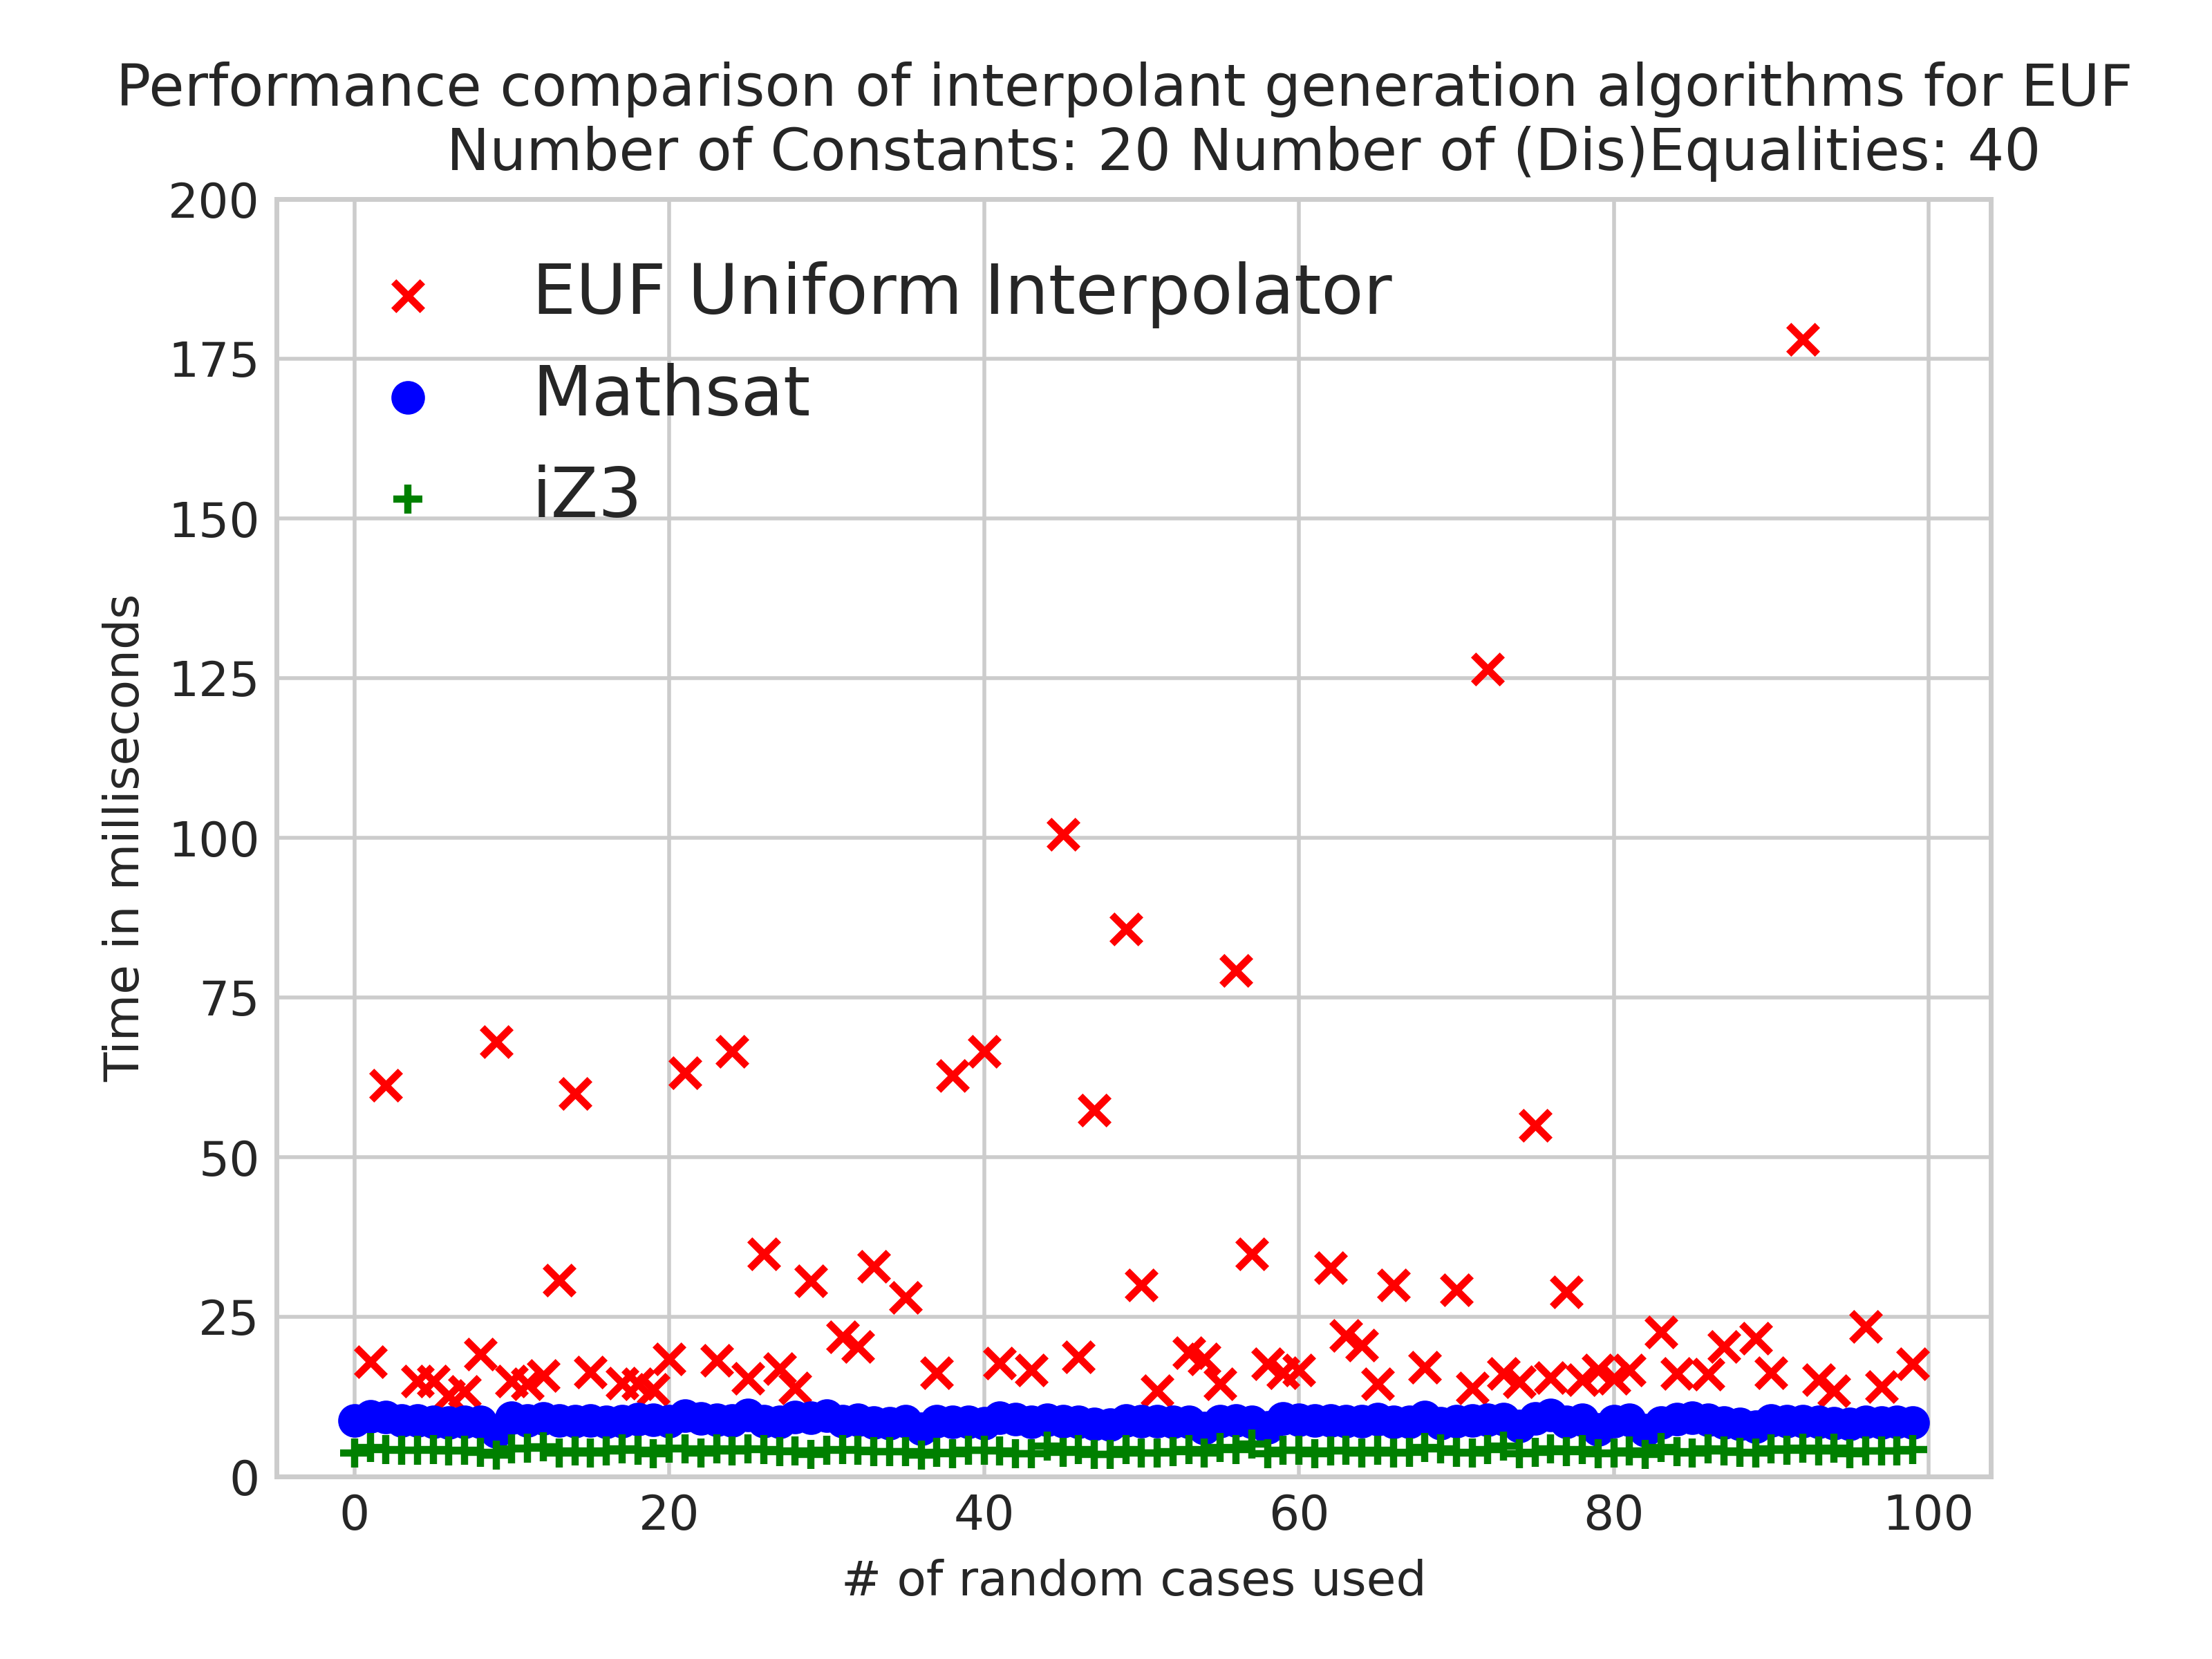 Performance comparison of interpolant generation algorithms for EUF
Number of Constants: 20 Number of (Dis)Equalities: 40
200
175
150
125
100
75
50
25
0
Time in milliseconds
EUF Uniform Interpolator
Mathsat
iZ3
0 20 40 60 80 100
# of random cases used